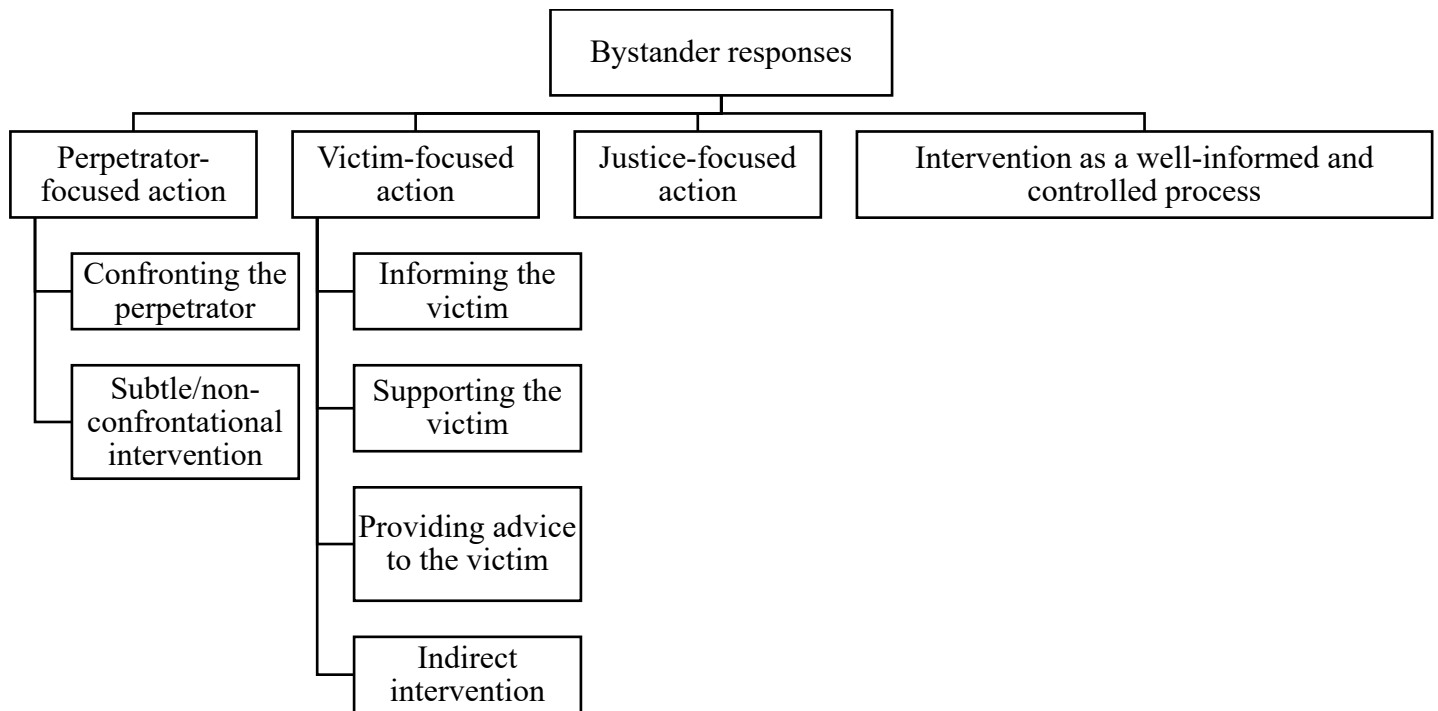 Bystander responses
Perpetrator-
focused action
Victim-focused
action
Justice-focused
action
Intervention as a well-informed and
controlled process
Confronting the
perpetrator
Subtle/non-
confrontational
intervention
Informing the
victim
Supporting the
victim
Providing advice
to the victim
Indirect
intervention